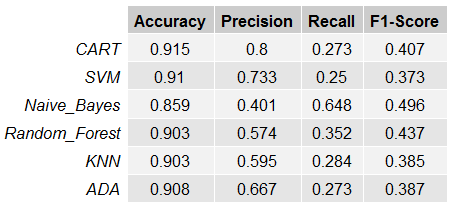 Accuracy Precision Recall F1-Score
CART 0.915 0.8 0.273 0.407
SVM 0.91 0.733 0.25 0.373
Naive_Bayes 0.859 0.401 0.648 0.496
Random_Forest 0.903 0.574 0.352 0.437
KNN 0.903 0.595 0.284 0.385
ADA 0.908 0.667 0.273 0.387